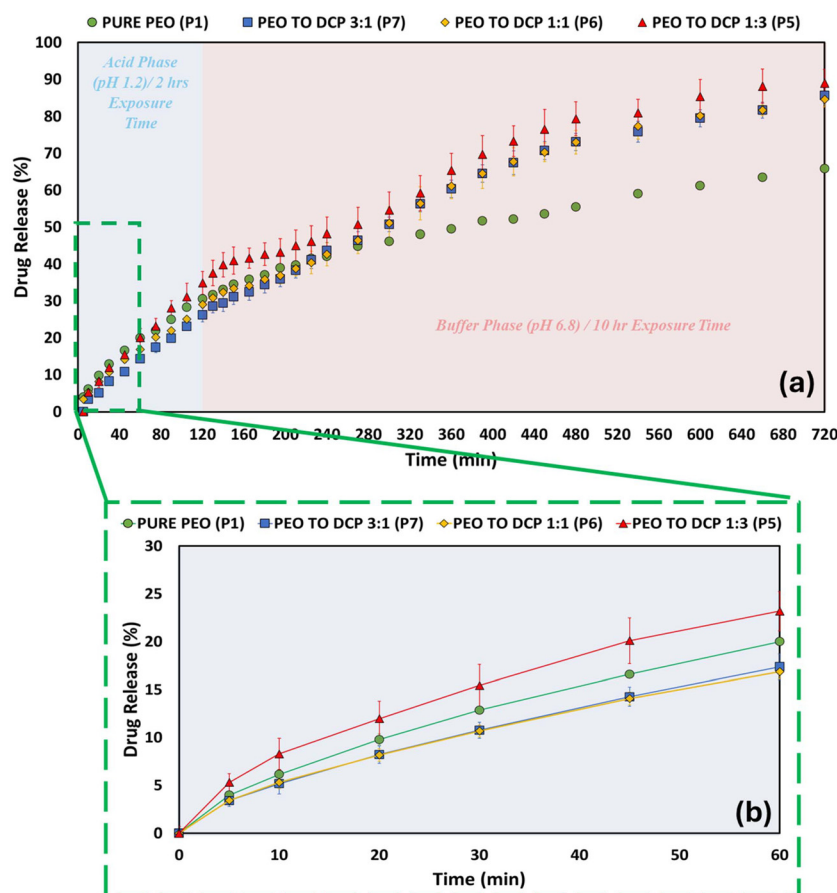 PURE PEO (P1) PEO TO DCP 3:1 (P7) PEO TO DCP 1:1 (P6) PEO TO DCP 1:3 (P5)
100
90
80
70
60
50
40
30
20
10
0
Drug Release (%)
Acid Phase
(pH 1.2)/ 2 hrs
Exposure
Time
Buffer Phase (pH 6.8) / 10 hr Exposure Time
(a)
0 40 80 120 160 200 240 280 320 360 400 440 480 520 560 600 640 680 720
Time (min)
PURE PEO (P1) PEO TO DCP 3:1 (P7) PEO TO DCP 1:1 (P6) PEO TO DCP 1:3 (P5)
30
25
20
15
10
5
0
Drug Release (%)
(b)
0 10 20 30 40 50 60
Time (min)